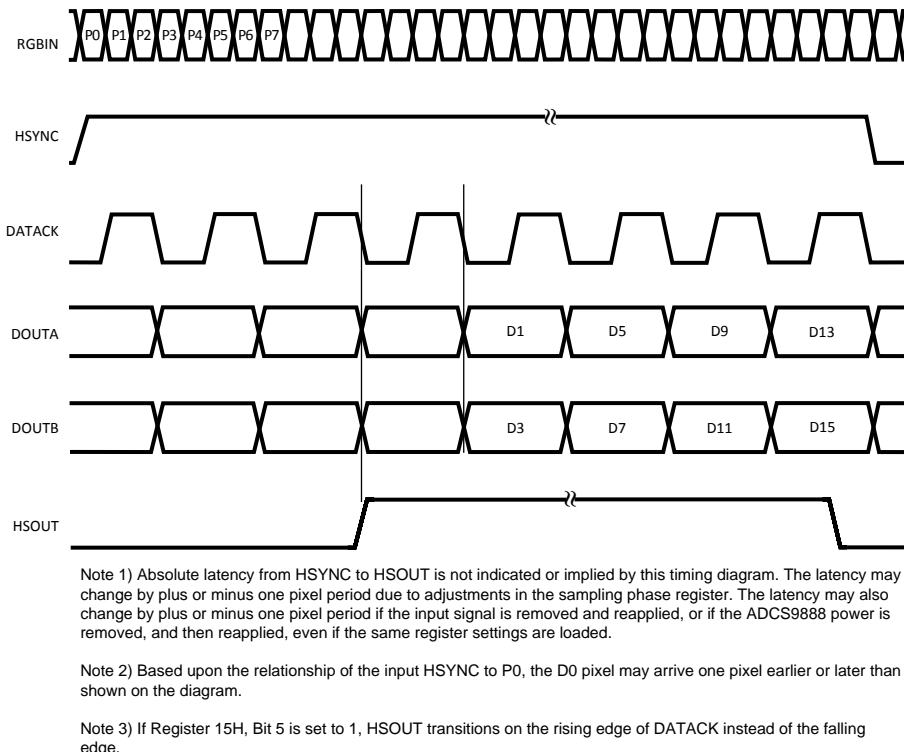 RGBIN P0 P1 P2 P3 P4 P5 P6 P7
HSYNC
DATACK
DOUTA D1 D5 D9 D13
DOUTB D3 D7 D11 D15
HSOUT
Note 1) Absolute latency from HSYNC to HSOUT is not indicated or implied by this timing diagram. The latency may
change by plus or minus one pixel period due to adjustments in the sampling phase register. The latency may also
change by plus or minus one pixel period if the input signal is removed and reapplied, or if the ADCS9888 power is
removed, and then reapplied, even if the same register settings are loaded.
Note 2) Based upon the relationship of the input HSYNC to P0, the D0 pixel may arrive one pixel earlier or later than
shown on the diagram.
Note 3) If Register 15H, Bit 5 is set to 1, HSOUT transitions on the rising edge of DATACK instead of the falling
edge.